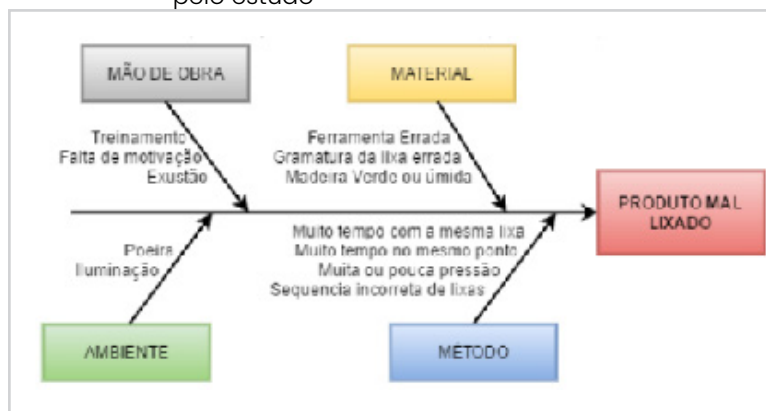 pelo estudo
MÃO DE OBRA
MATERIAL
Treinamento
Falta de motivação
Exustão
Ferramenta Errada
Gramatura da lixa errada
Madeira Verde ou úmida
PRODUTO MAL
LIXADO
Poeira
Iluminação
Muito tempo com a mesma lixa
Muito tempo no mesmo ponto
Muita ou pouca pressão
Sequencia incorreta de lixas
AMBIENTE
MÉTODO